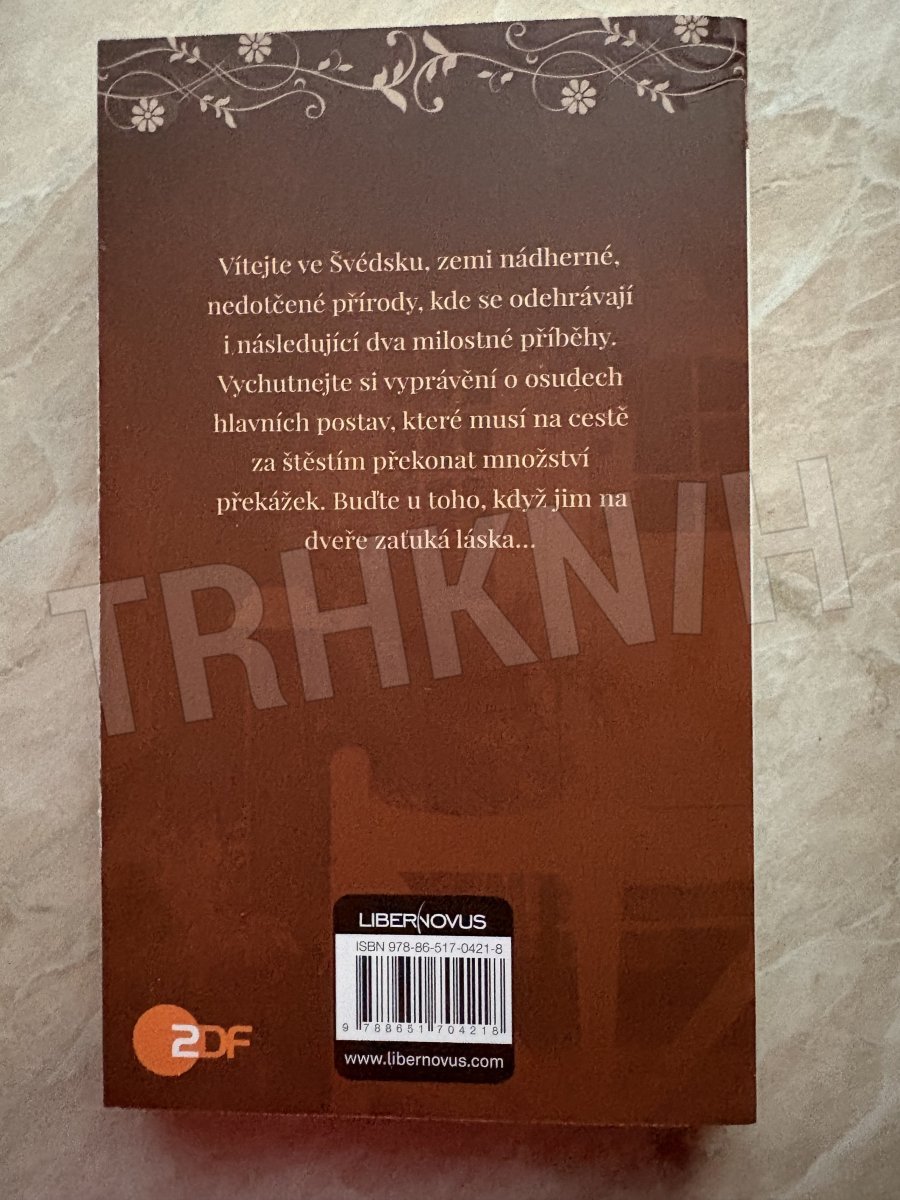 Vítejte ve Švédsku, zemi nádherné,
nedotčené přírody, kde se odehrávají
i následující dva milostné příběhy.
Vychutnejte si vyprávění o osudech
hlavních postav, které musí na cestě
za štěstím překonat množství
překážek. Buďte u toho, když jim na
dveře zaťuká láska...
TRHKNIH
LIBERNOVUS
ISBN 978-86-517-0421-8
9 788651 704218
www.libernovus.com
2DF